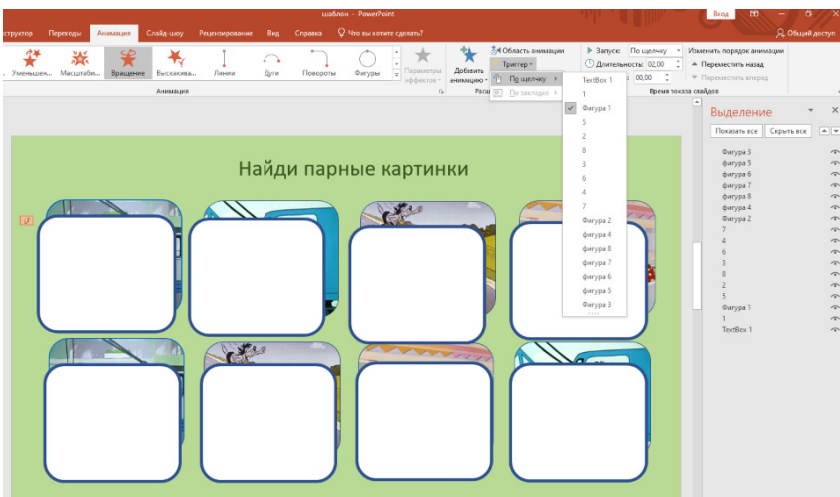 шаблон - PowerPoint
Вход
структор Переходы Анимация Слайд-шоу Рецензирование Вид Справка Что вы хотите сделать? Общий доступ
Уменьшен... Масштаби... Вращение Выскакива... Линии Дуги Повороты Фигуры
Параметры эффектов
Добавить анимацию
Область анимации
Триггер
Запуск: По щелчку
Длительность: 02,00
00,00
Изменить порядок анимации
Переместить назад
Переместить вперед
Анимация
Время показа слайдов
По щелчку
По закладке
TextBox 1
1
Фигура 1
5
2
8
3
6
4
7
Фигура 2
фигура 4
фигура 8
фигура 7
фигура 6
фигура 5
Фигура 3
Найди парные картинки
Выделение
Показать все Скрыть все
Фигура 3
фигура 5
фигура 6
фигура 7
фигура 8
фигура 4
Фигура 2
7
4
6
3
8
2
5
Фигура 1
1
TextBox 1